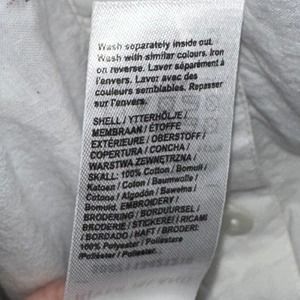 Wash separately inside out.
Wash with similar colours. Iron
on reverse. Laver séparément à
l'envers. Laver avec des
couleurs semblables. Repasser
sur l'envers.
SHELL / YTTERHÖLJE /
MEMBRAAN / ÉTOFFE
EXTÉRIEURE / OBERSTOFF /
COPERTURA / CONCHA /
WARSTWA ZEWNĘTRZNA /
SKALL: 100% Cotton / Bomull /
Katoen / Coton / Baumwolle /
Cotone / Algodón / Bawełna /
Bomuld. EMBROIDERY /
BRODERING / BORDUURSEL /
BRODERIE / STICKEREI / RICAMI
/ BORDADO / HAFT / BRODERI:
100% Polyester / Poliestere
/ Poliéster